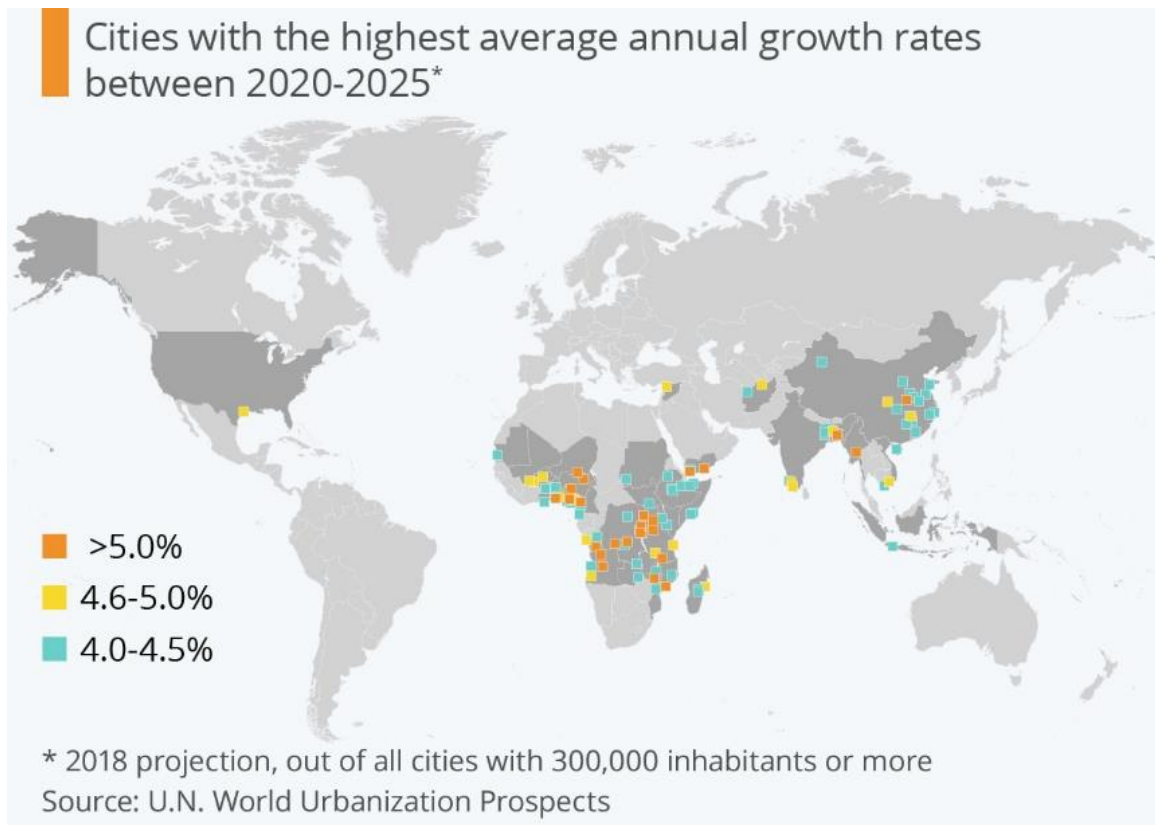 Cities with the highest average annual growth rates
between 2020-2025*
>5.0%
4.6-5.0%
4.0-4.5%
* 2018 projection, out of all cities with 300,000 inhabitants or more
Source: U.N. World Urbanization Prospects